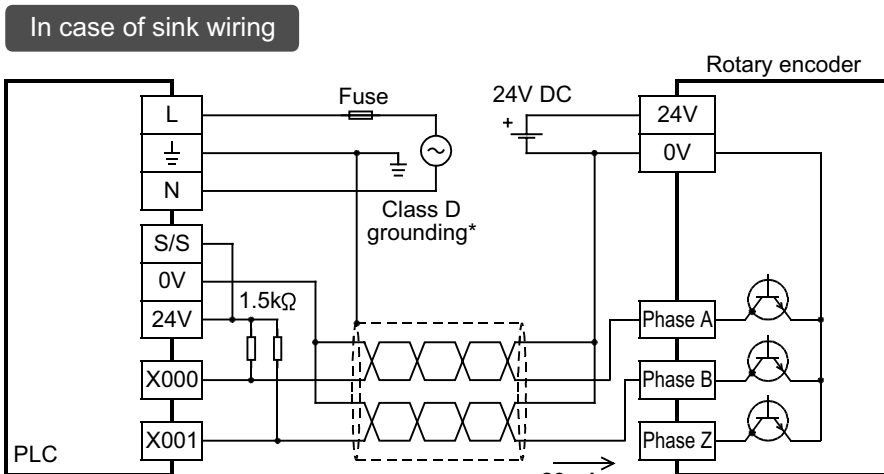 In case of sink wiring
Rotary encoder
Fuse
24V DC
L
+
24V
0V
N
Class D
grounding*
S/S
0V
1.5kΩ
24V
Phase A
X000
Phase B
X001
Phase Z
PLC